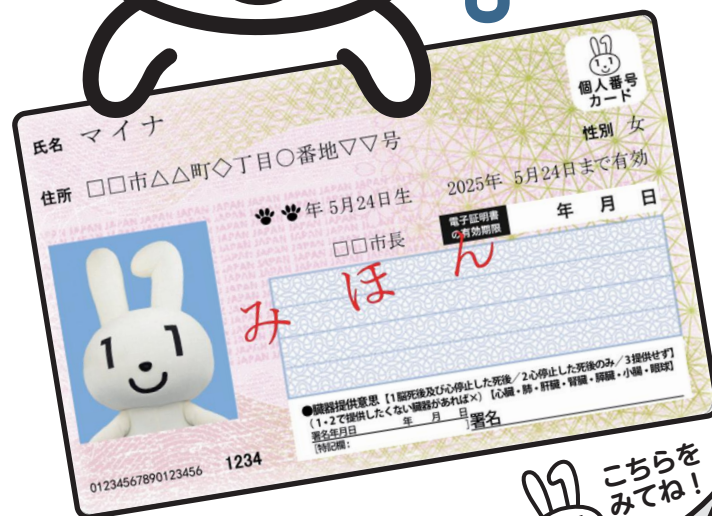 個人番号
カード
氏名 マイナ
性別 女
住所 □□市△△町◇丁目○番地▽▽号
年 5月24日生
2025年 5月24日まで有効
□□市長
電子証明書
の有効期限
年 月 日
みほん
JAPAN JAPAN JAPAN JAPAN JAPAN JAPAN
●臓器提供意思【1脳死後及び心停止した死後／2心停止した死後のみ／3提供せず】
(1・2で提供したくない臓器があれば×)【心臓・肺・肝臓・腎臓・膵臓・小腸・眼球】
署名年月日 年 月 日 署名
[特記欄: ]
01234567890123456
1234
こちらを
みてね！